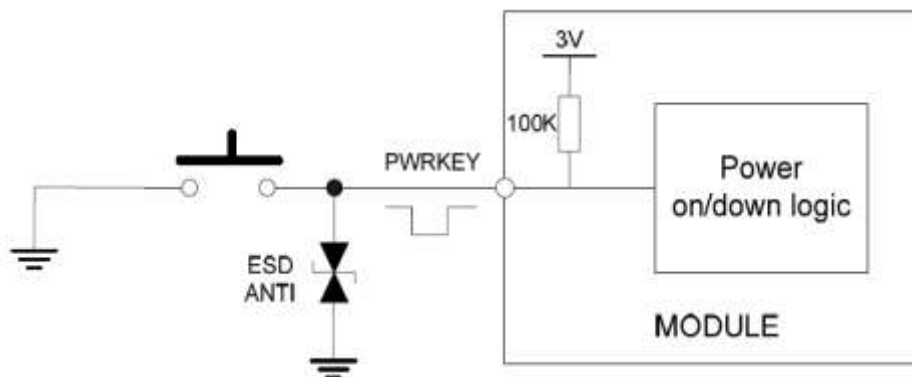 3V
100K
PWRKEY
Power
on/down logic
ESD
ANTI
MODULE